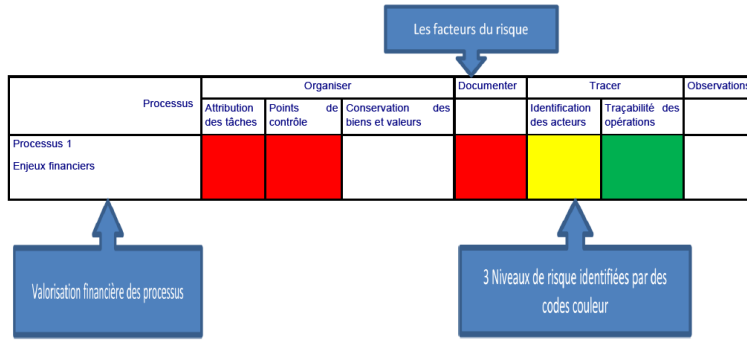 Les facteurs du risque
Processus
Organiser
Documenter
Tracer
Observations
Attribution
des tâches
Points de
contrôle
Conservation des
biens et valeurs
Identification
des acteurs
Traçabilité des
opérations
Processus 1
Enjeux financiers
Valorisation financière des processus
3 Niveaux de risque identifiées par des
codes couleur